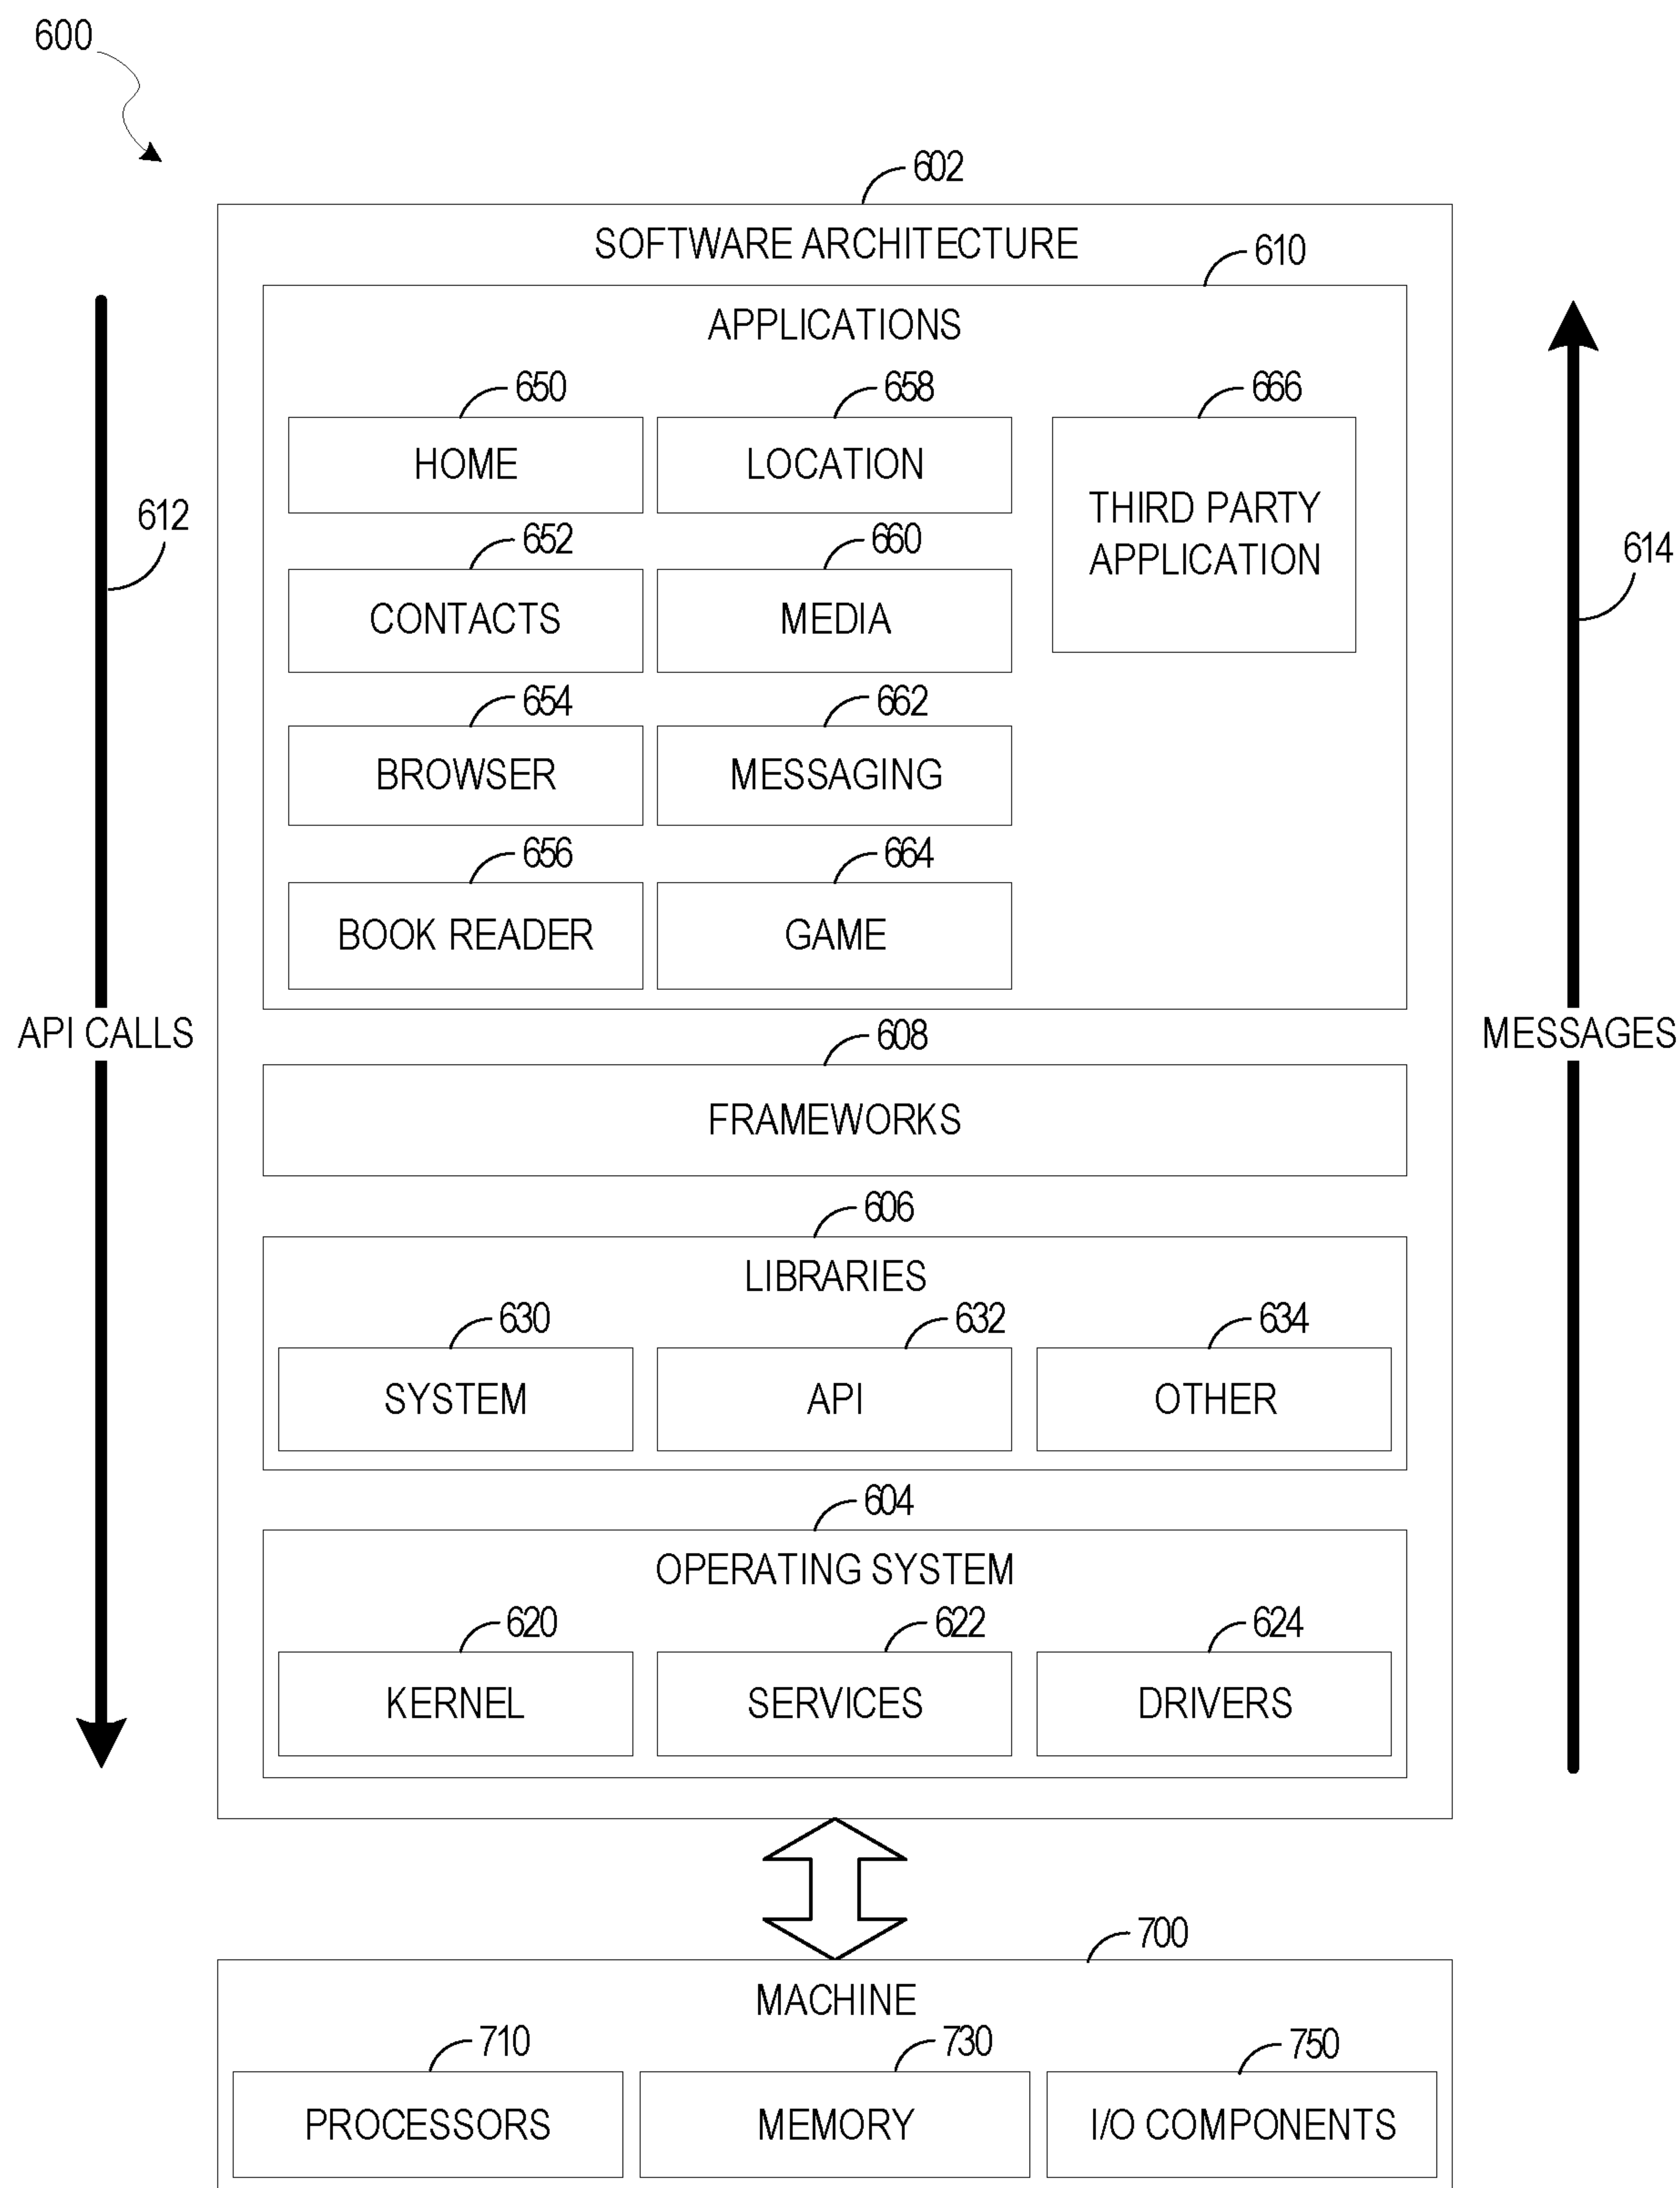 600
602
SOFTWARE ARCHITECTURE
610
APPLICATIONS
650
658
666
HOME
LOCATION
THIRD PARTY
APPLICATION
612
614
652
660
CONTACTS
MEDIA
654
662
BROWSER
MESSAGING
656
664
BOOK READER
GAME
API CALLS
MESSAGES
608
FRAMEWORKS
606
LIBRARIES
630
632
634
SYSTEM
API
OTHER
604
OPERATING SYSTEM
620
622
624
KERNEL
SERVICES
DRIVERS
700
MACHINE
710
730
750
PROCESSORS
MEMORY
I/O COMPONENTS